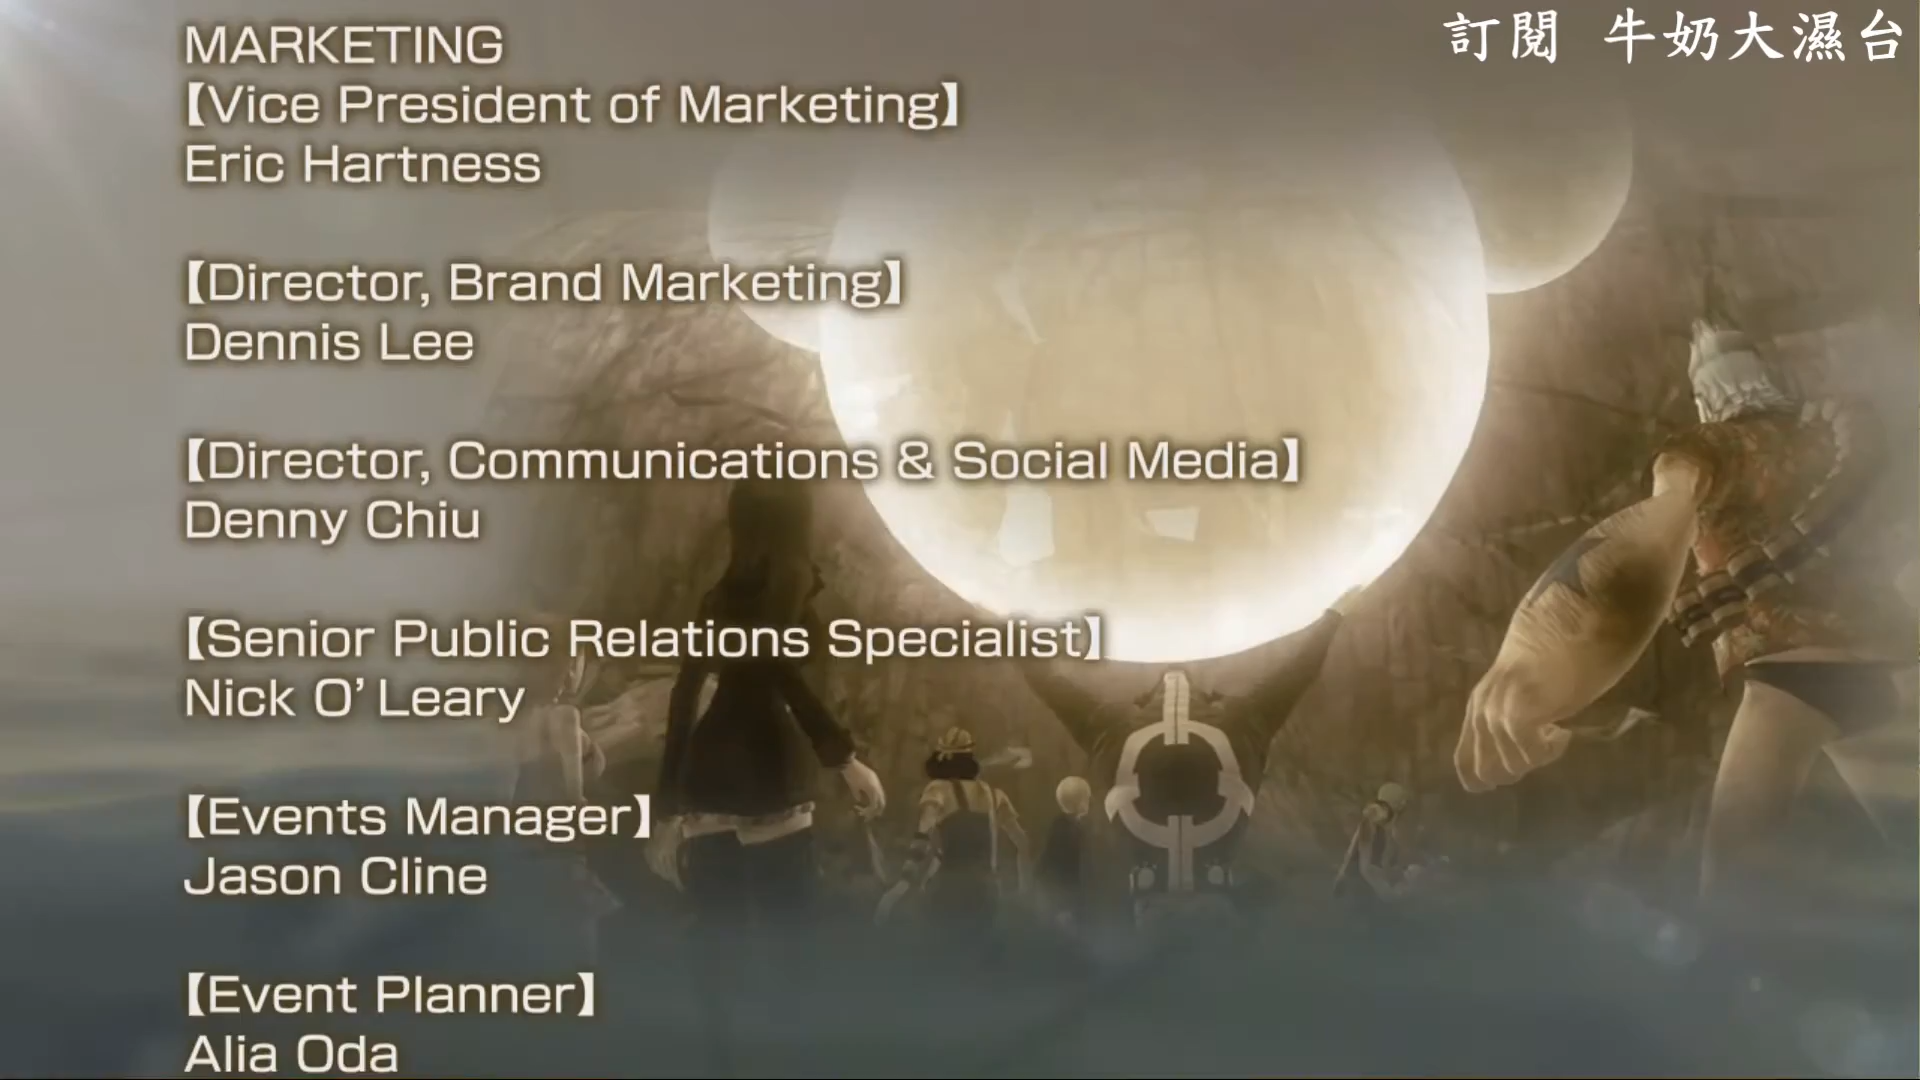 訂閱 牛奶大濕台
MARKETING
【Vice President of Marketing】
Eric Hartness
【Director, Brand Marketing】
Dennis Lee
【Director, Communications & Social Media】
Denny Chiu
【Senior Public Relations Specialist】
Nick O’Leary
【Events Manager】
Jason Cline
【Event Planner】
Alia Oda